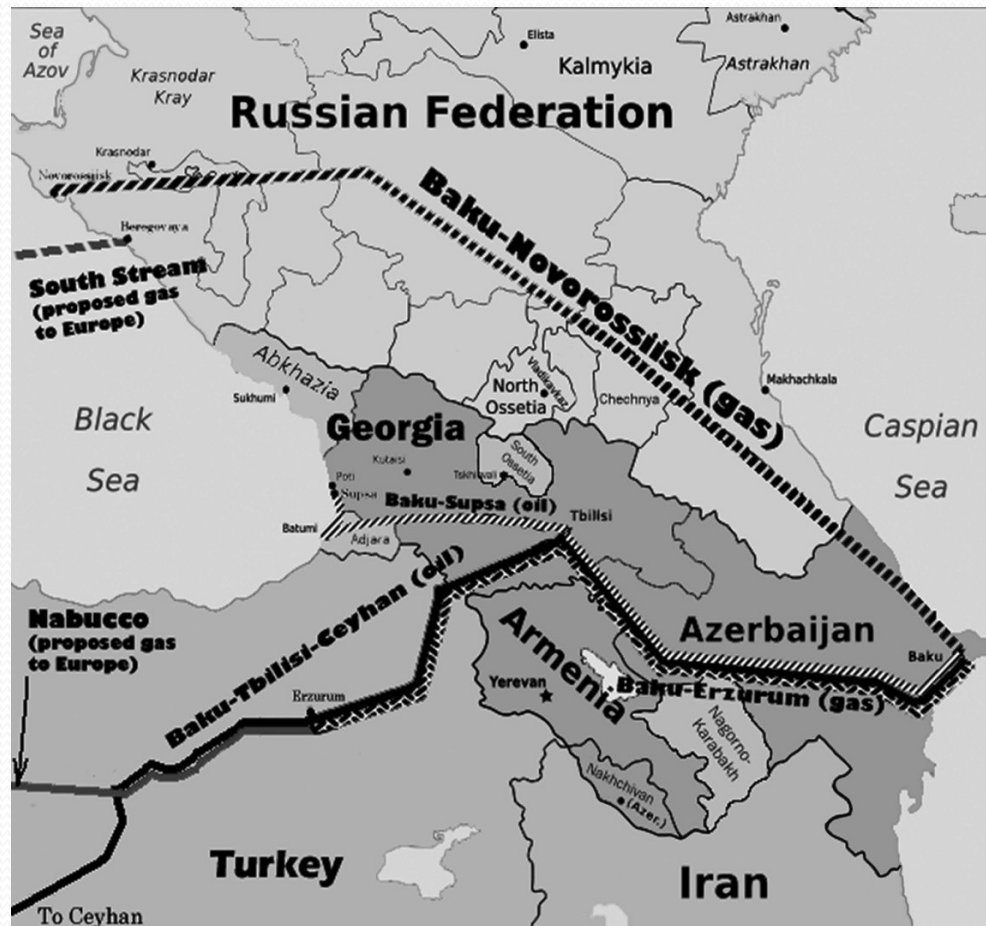 Sea
of
Azov
Krasnodar
Kray
Elista
Kalmykia
Astrakhan
Astrakhan
Russian Federation
Krasnodar
Novorossiisk
Beregovaya
South Stream
(proposed gas
to Europe)
Baku-Novorossiisk (gas)
Abkhazia
Sukhumi
North
Ossetia
Vladikavkaz
Chechnya
Makhachkala
Black
Sea
Caspian
Sea
Georgia
Kutaisi
South
Ossetia
Tskhinvali
Poti
Supsa
Baku-Supsa (oil)
Tbilisi
Batumi
Adjara
Nabucco
(proposed gas
to Europe)
Baku-Tbilisi-Ceyhan (oil)
Armenia
Azerbaijan
Baku
Erzurum
Yerevan
Baku-Erzurum (gas)
Nagorno-
Karabakh
Nakhchivan
(Azer.)
Turkey
Iran
To Ceyhan